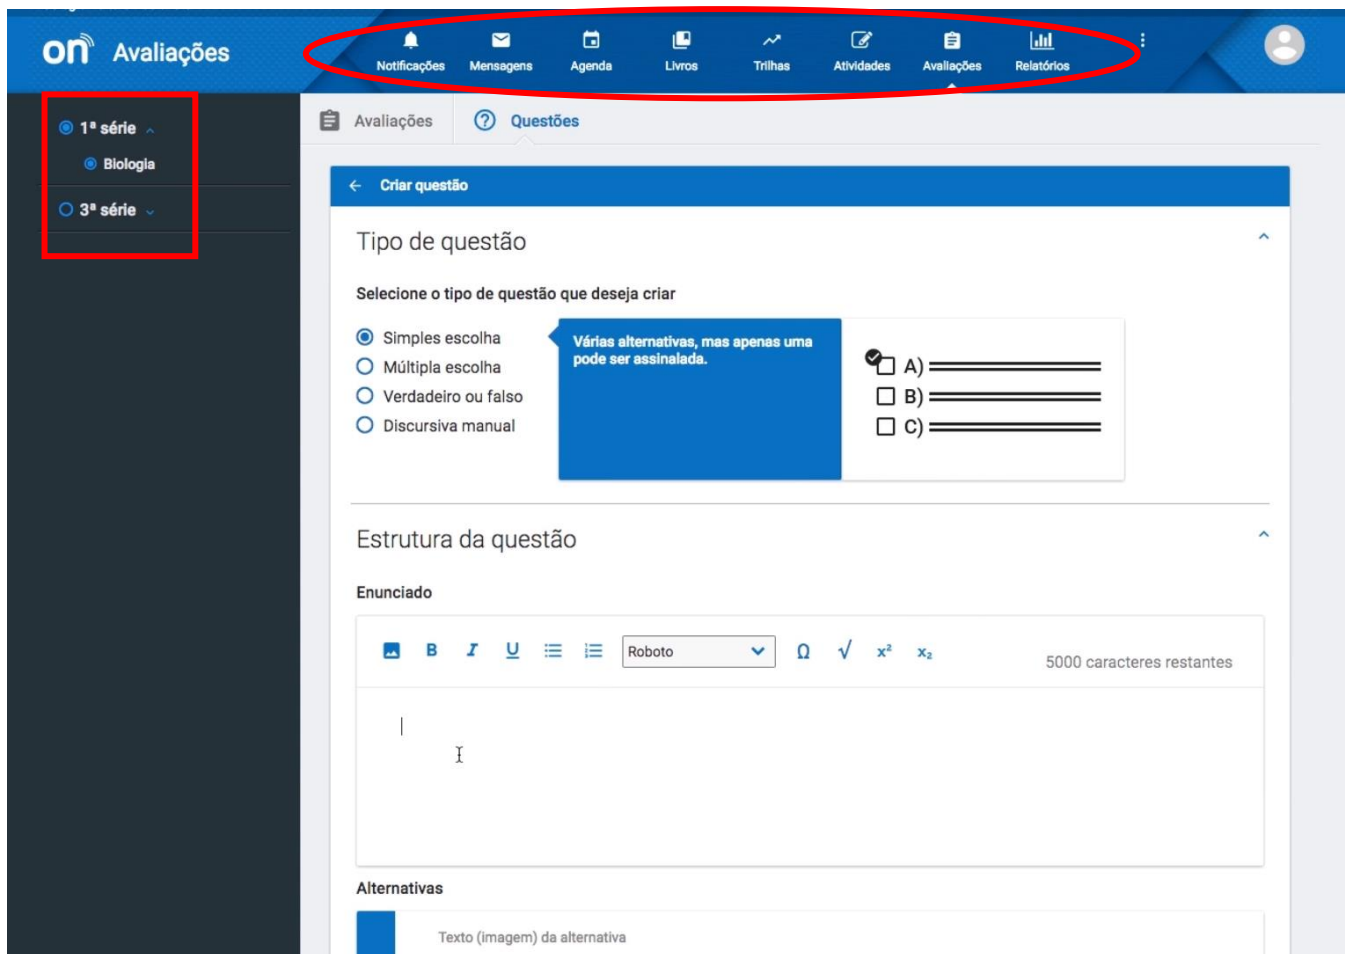 on Avaliações
Notificações Mensagens Agenda Livros Trilhas Atividades Avaliações Relatórios
1ª série
Biologia
3ª série
Avaliações Questões
Criar questão
Tipo de questão
Selecione o tipo de questão que deseja criar
Simples escolha
Múltipla escolha
Verdadeiro ou falso
Discursiva manual
Várias alternativas, mas apenas uma
pode ser assinalada.
A)
B)
C)
Estrutura da questão
Enunciado
B I U Roboto Ω √ x² x₂ 5000 caracteres restantes
Alternativas
Texto (imagem) da alternativa